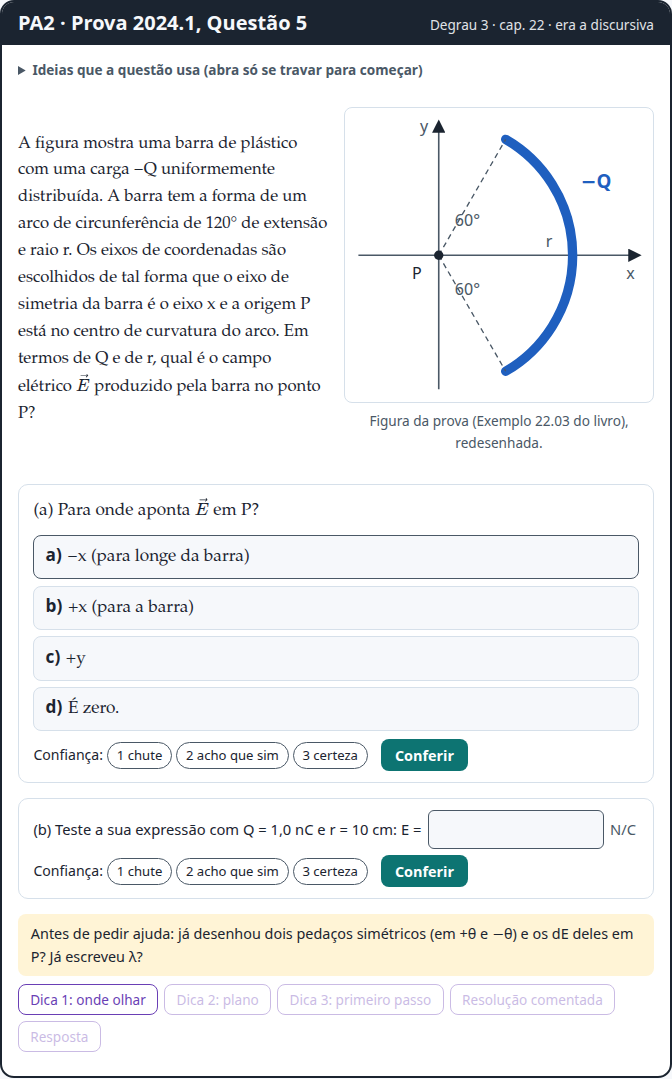 PA2 · Prova 2024.1, Questão 5
Degrau 3 · cap. 22 · era a discursiva
▶ Ideias que a questão usa (abra só se travar para começar)
A figura mostra uma barra de plástico
com uma carga −Q uniformemente
distribuída. A barra tem a forma de um
arco de circunferência de 120° de extensão
e raio r. Os eixos de coordenadas são
escolhidos de tal forma que o eixo de
simetria da barra é o eixo x e a origem P
está no centro de curvatura do arco. Em
termos de Q e de r, qual é o campo
elétrico E⃗ produzido pela barra no ponto
P?
y
−Q
60°
r
P
x
60°
Figura da prova (Exemplo 22.03 do livro),
redesenhada.
(a) Para onde aponta E⃗ em P?
a) −x (para longe da barra)
b) +x (para a barra)
c) +y
d) É zero.
Confiança: 1 chute 2 acho que sim 3 certeza Conferir
(b) Teste a sua expressão com Q = 1,0 nC e r = 10 cm: E = N/C
Confiança: 1 chute 2 acho que sim 3 certeza Conferir
Antes de pedir ajuda: já desenhou dois pedaços simétricos (em +θ e −θ) e os dE deles em
P? Já escreveu λ?
Dica 1: onde olhar Dica 2: plano Dica 3: primeiro passo Resolução comentada
Resposta